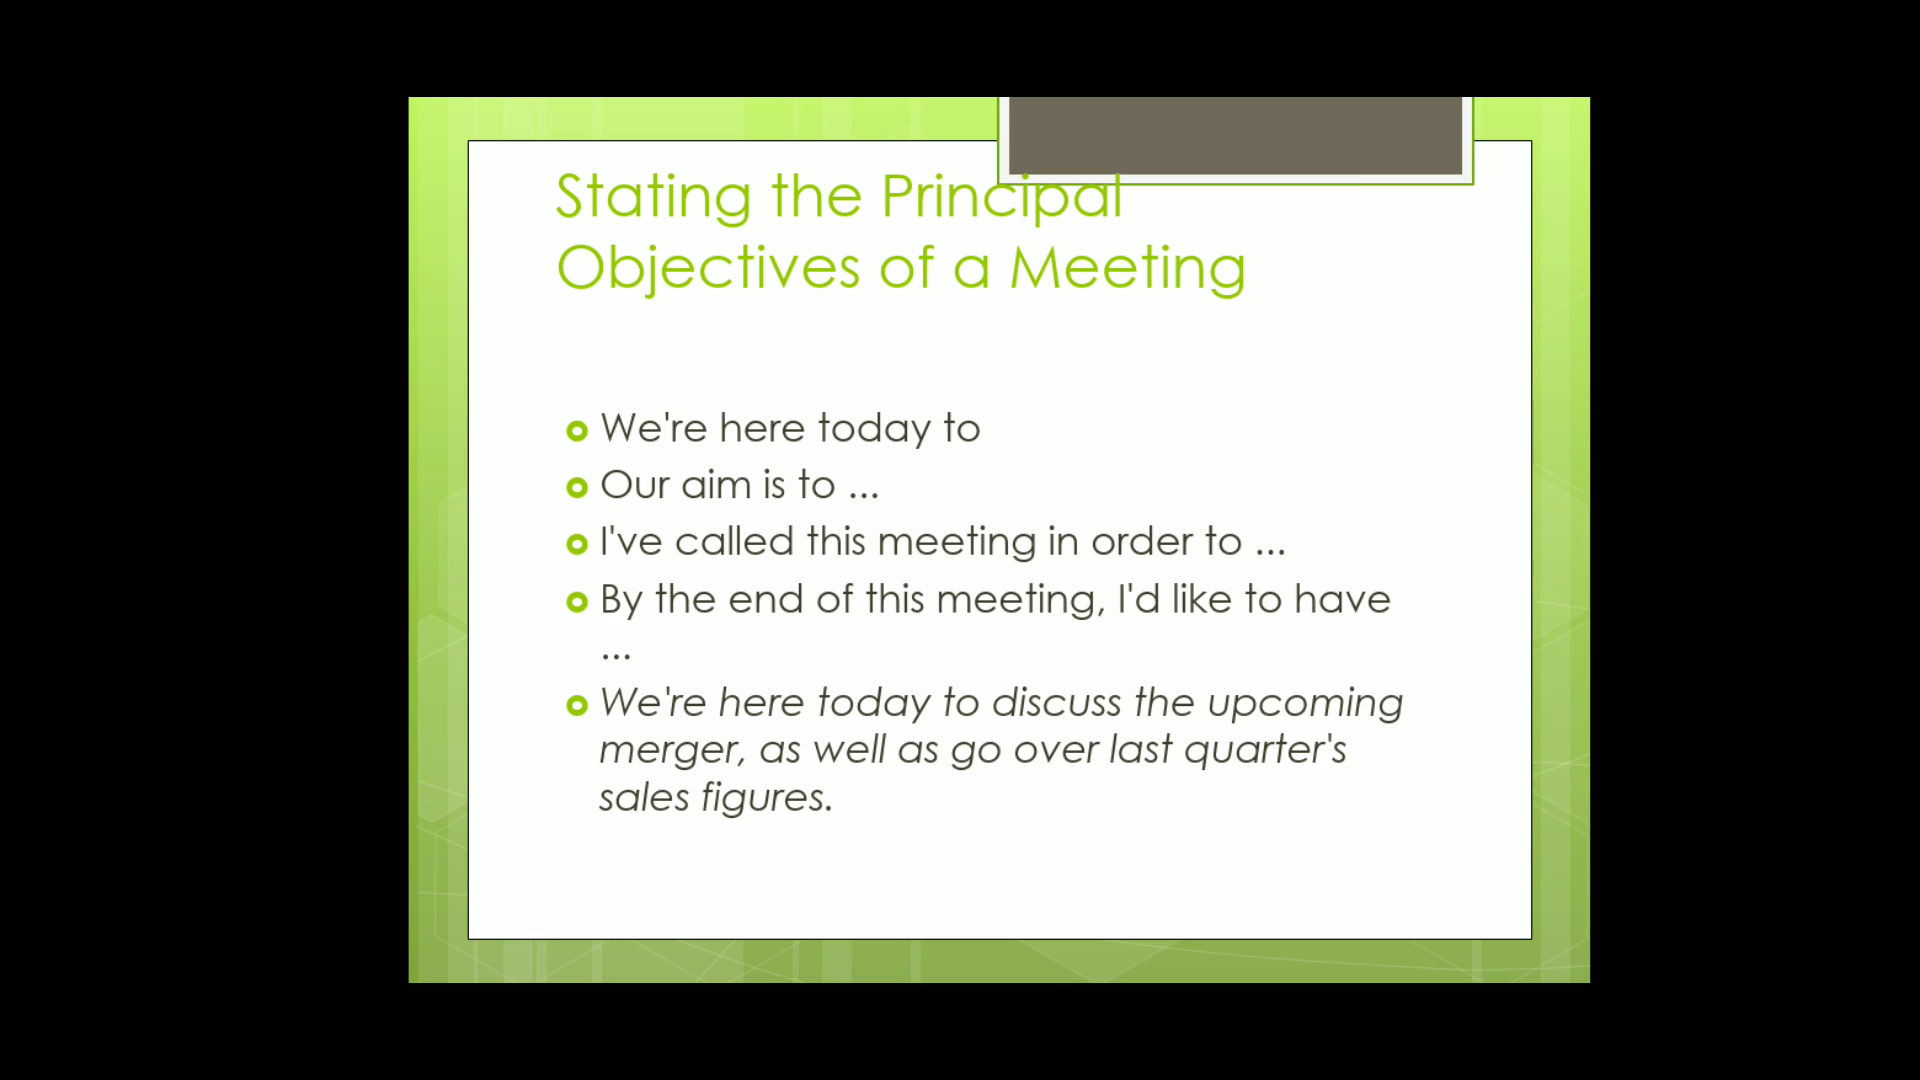 Stating the Principal
Objectives of a Meeting
We're here today to
Our aim is to ...
I've called this meeting in order to ...
By the end of this meeting, I'd like to have
...
We're here today to discuss the upcoming
merger, as well as go over last quarter's
sales figures.